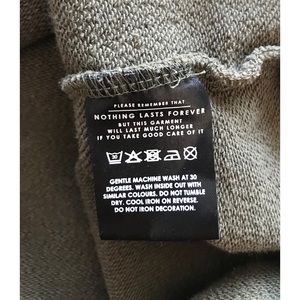 PLEASE REMEMBER THAT
NOTHING LASTS FOREVER
BUT THIS GARMENT
WILL LAST MUCH LONGER
IF YOU TAKE GOOD CARE OF IT
30
GENTLE MACHINE WASH AT 30
DEGREES. WASH INSIDE OUT WITH
SIMILAR COLOURS. DO NOT TUMBLE
DRY. COOL IRON ON REVERSE.
DO NOT IRON DECORATION.